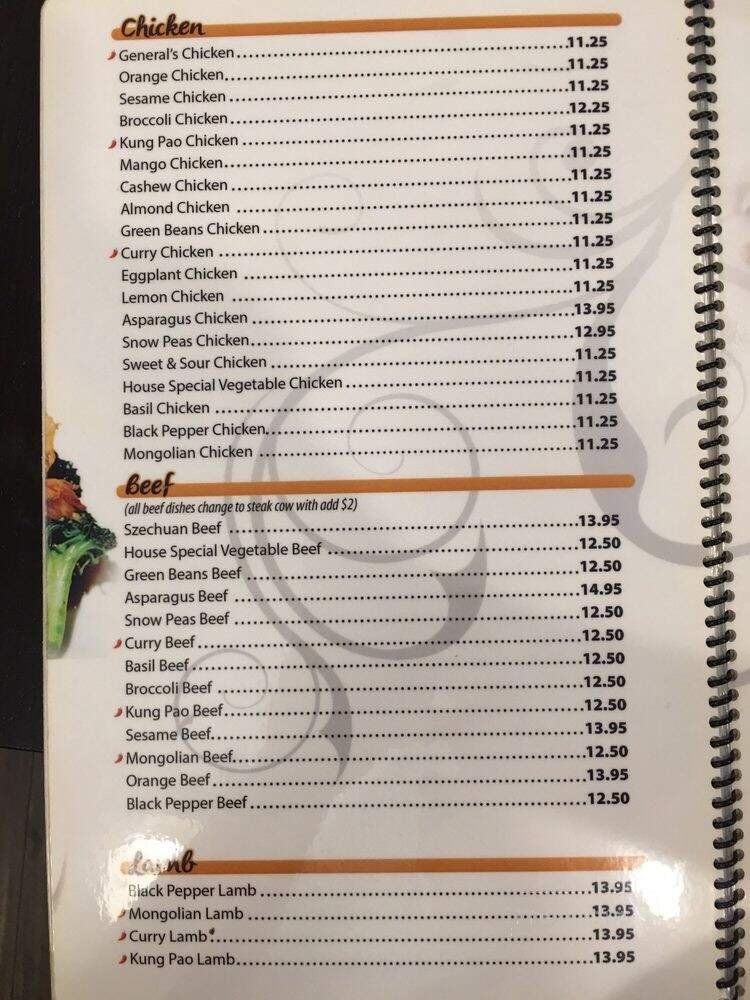 Chicken
General's Chicken 11.25
Orange Chicken 11.25
Sesame Chicken 11.25
Broccoli Chicken 12.25
Kung Pao Chicken 11.25
Mango Chicken 11.25
Cashew Chicken 11.25
Almond Chicken 11.25
Green Beans Chicken 11.25
Curry Chicken 11.25
Eggplant Chicken 11.25
Lemon Chicken 11.25
Asparagus Chicken 13.95
Snow Peas Chicken 12.95
Sweet & Sour Chicken 11.25
House Special Vegetable Chicken 11.25
Basil Chicken 11.25
Black Pepper Chicken 11.25
Mongolian Chicken 11.25
Beef
(all beef dishes change to steak cow with add $2)
Szechuan Beef 13.95
House Special Vegetable Beef 12.50
Green Beans Beef 12.50
Asparagus Beef 14.95
Snow Peas Beef 12.50
Curry Beef 12.50
Basil Beef 12.50
Broccoli Beef 12.50
Kung Pao Beef 12.50
Sesame Beef 13.95
Mongolian Beef 12.50
Orange Beef 13.95
Black Pepper Beef 12.50
Lamb
Black Pepper Lamb 13.95
Mongolian Lamb 13.95
Curry Lamb 13.95
Kung Pao Lamb 13.95